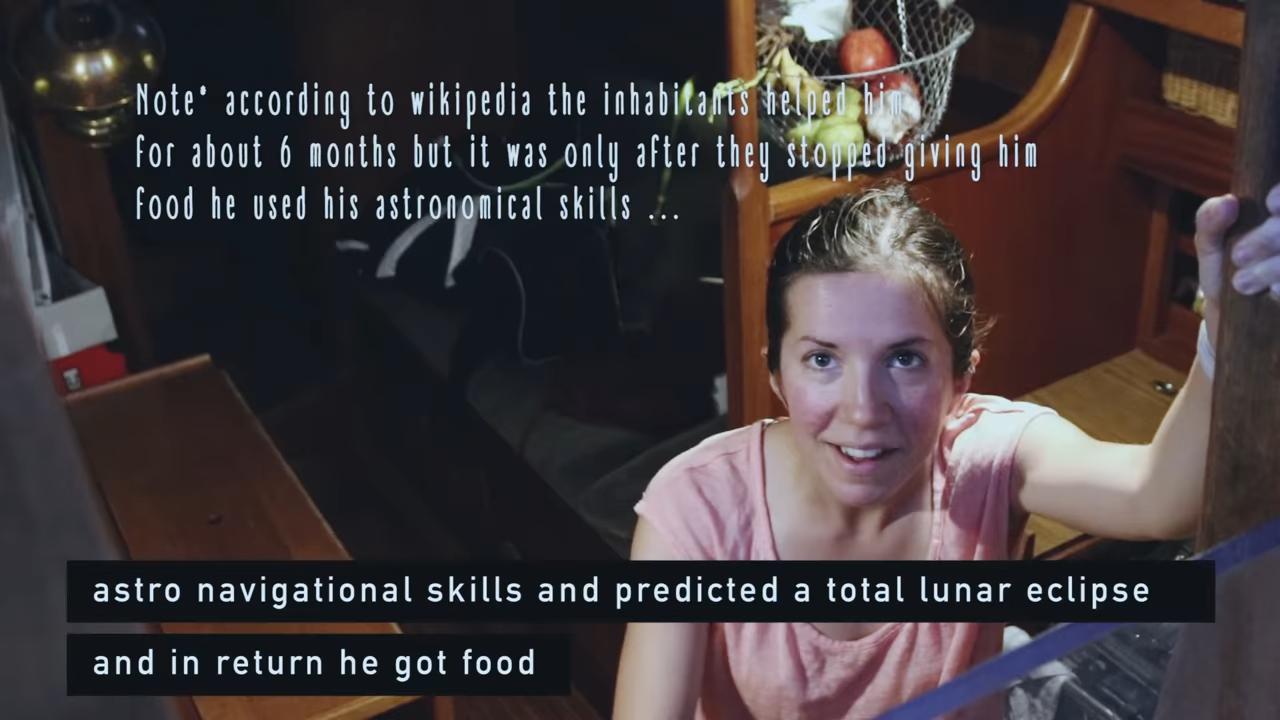 Note* according to wikipedia the inhabitants helped him
for about 6 months but it was only after they stopped giving him
food he used his astronomical skills ...
astro navigational skills and predicted a total lunar eclipse
and in return he got food